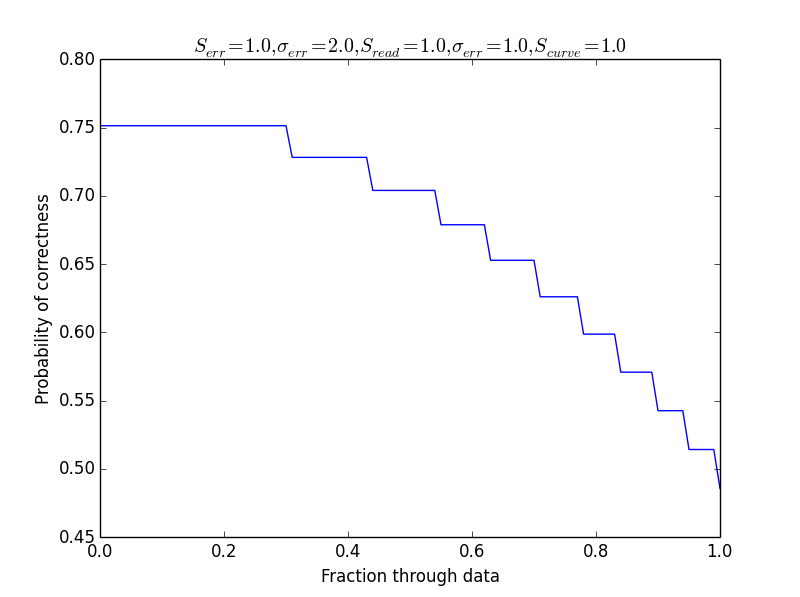 S_err=1.0,σ_err=2.0,S_read=1.0,σ_err=1.0,S_curve=1.0
0.80
0.75
0.70
0.65
0.60
0.55
0.50
0.45
Probability of correctness
0.0 0.2 0.4 0.6 0.8 1.0
Fraction through data